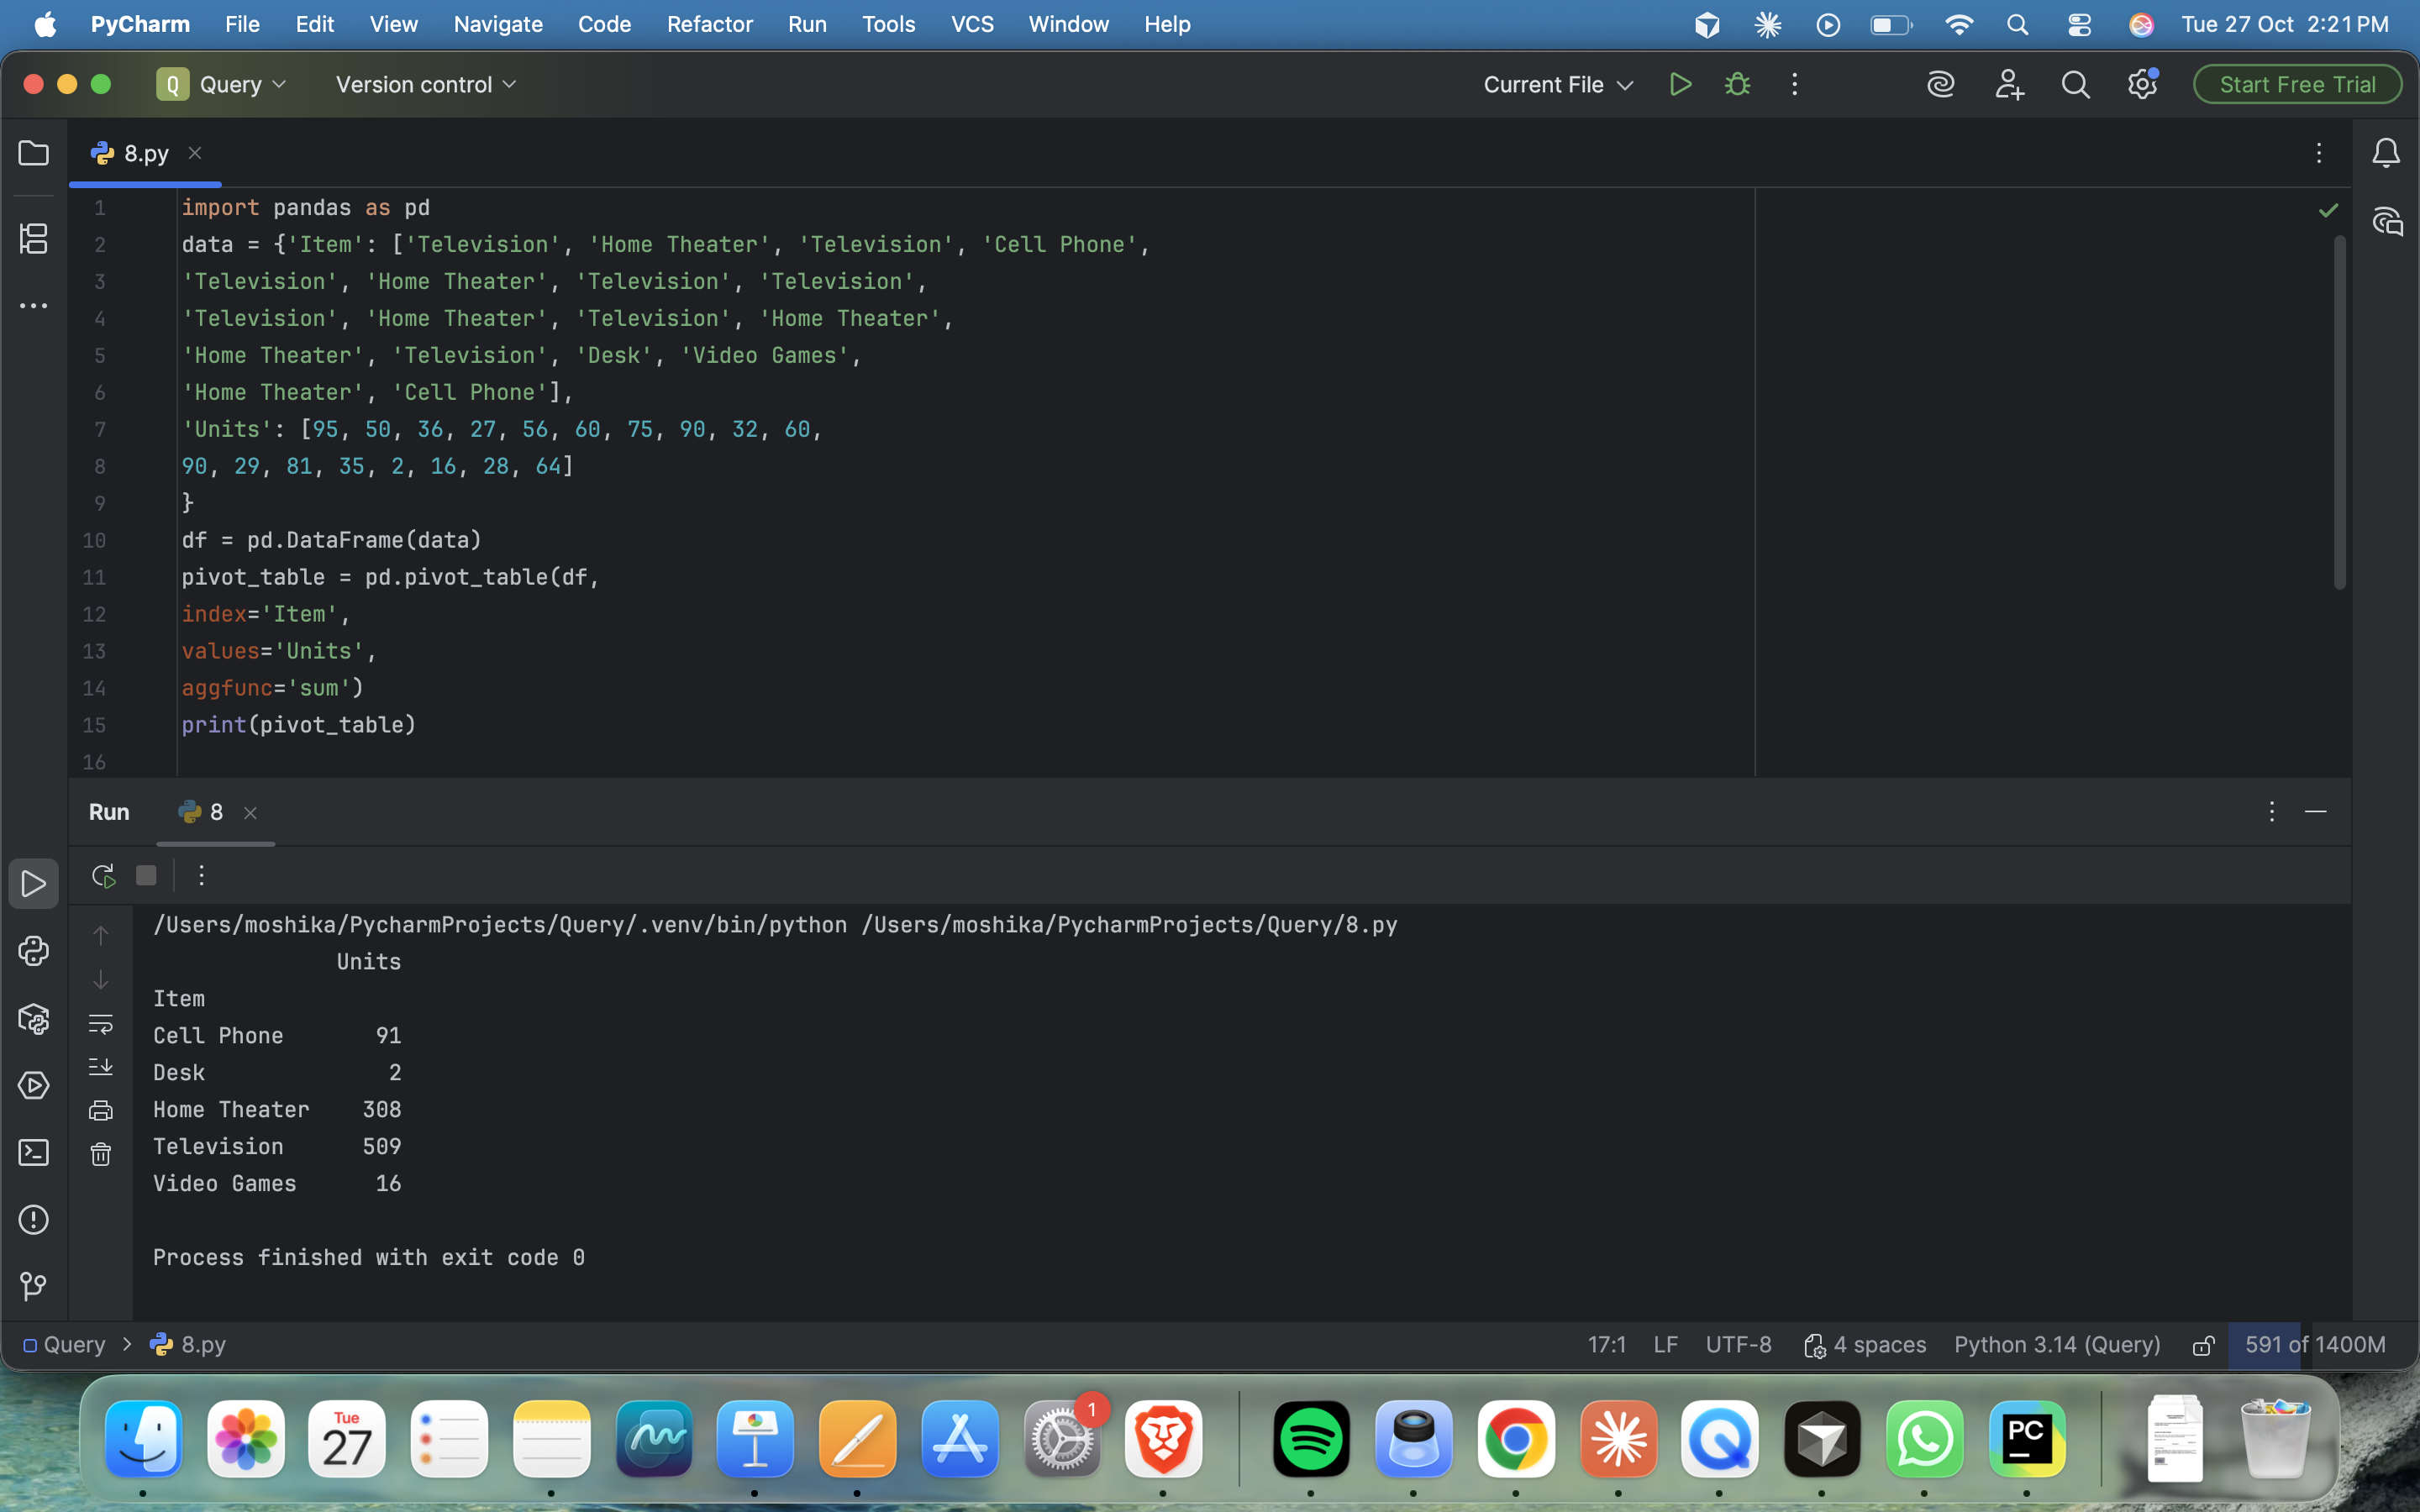 PyCharm File Edit View Navigate Code Refactor Run Tools VCS Window Help Tue 27 Oct 2:21 PM
Q Query Version control Current File Start Free Trial
8.py
1 import pandas as pd
2 data = {'Item': ['Television', 'Home Theater', 'Television', 'Cell Phone',
3 'Television', 'Home Theater', 'Television', 'Television',
4 'Television', 'Home Theater', 'Television', 'Home Theater',
5 'Home Theater', 'Television', 'Desk', 'Video Games',
6 'Home Theater', 'Cell Phone'],
7 'Units': [95, 50, 36, 27, 56, 60, 75, 90, 32, 60,
8 90, 29, 81, 35, 2, 16, 28, 64]
9 }
10 df = pd.DataFrame(data)
11 pivot_table = pd.pivot_table(df,
12 index='Item',
13 values='Units',
14 aggfunc='sum')
15 print(pivot_table)
16
Run 8
/Users/moshika/PycharmProjects/Query/.venv/bin/python /Users/moshika/PycharmProjects/Query/8.py
Units
Item
Cell Phone 91
Desk 2
Home Theater 308
Television 509
Video Games 16
Process finished with exit code 0
Query > 8.py 17:1 LF UTF-8 4 spaces Python 3.14 (Query) 591 of 1400M
Tue
27
1
PC